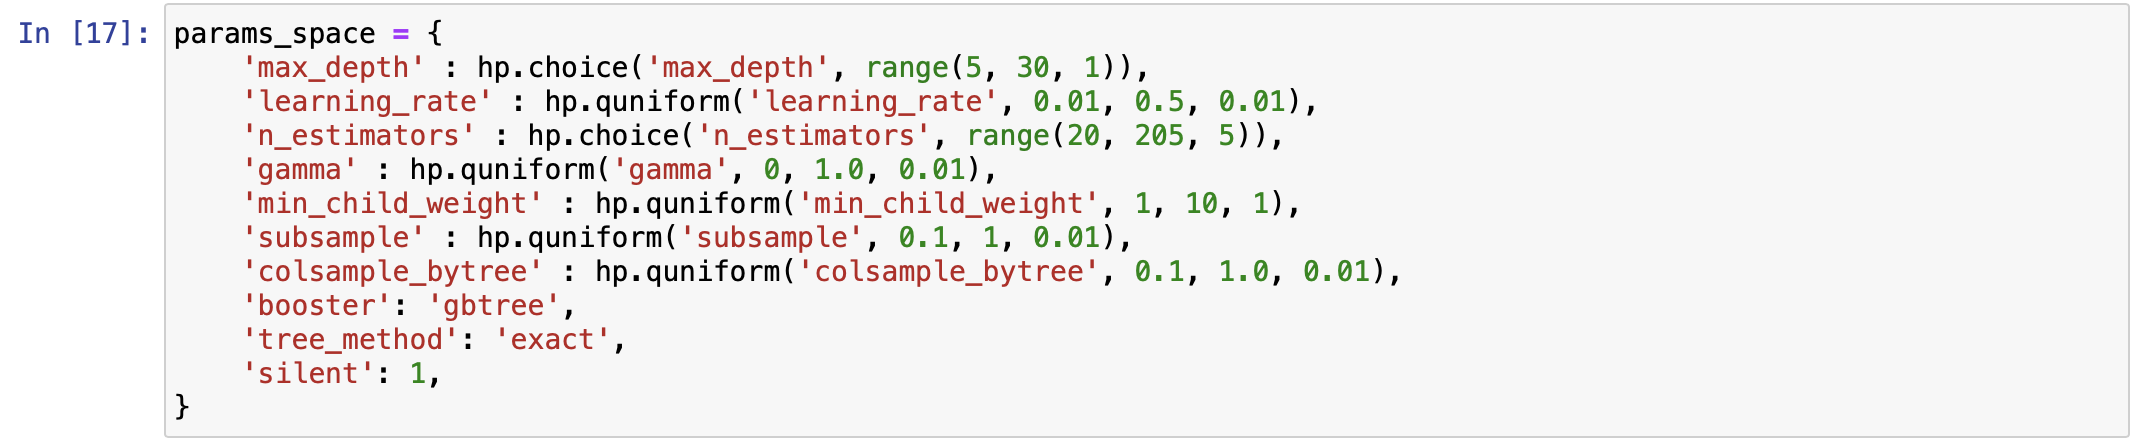 In [17]: params_space = {
    'max_depth' : hp.choice('max_depth', range(5, 30, 1)),
    'learning_rate' : hp.quniform('learning_rate', 0.01, 0.5, 0.01),
    'n_estimators' : hp.choice('n_estimators', range(20, 205, 5)),
    'gamma' : hp.quniform('gamma', 0, 1.0, 0.01),
    'min_child_weight' : hp.quniform('min_child_weight', 1, 10, 1),
    'subsample' : hp.quniform('subsample', 0.1, 1, 0.01),
    'colsample_bytree' : hp.quniform('colsample_bytree', 0.1, 1.0, 0.01),
    'booster': 'gbtree',
    'tree_method': 'exact',
    'silent': 1,
}